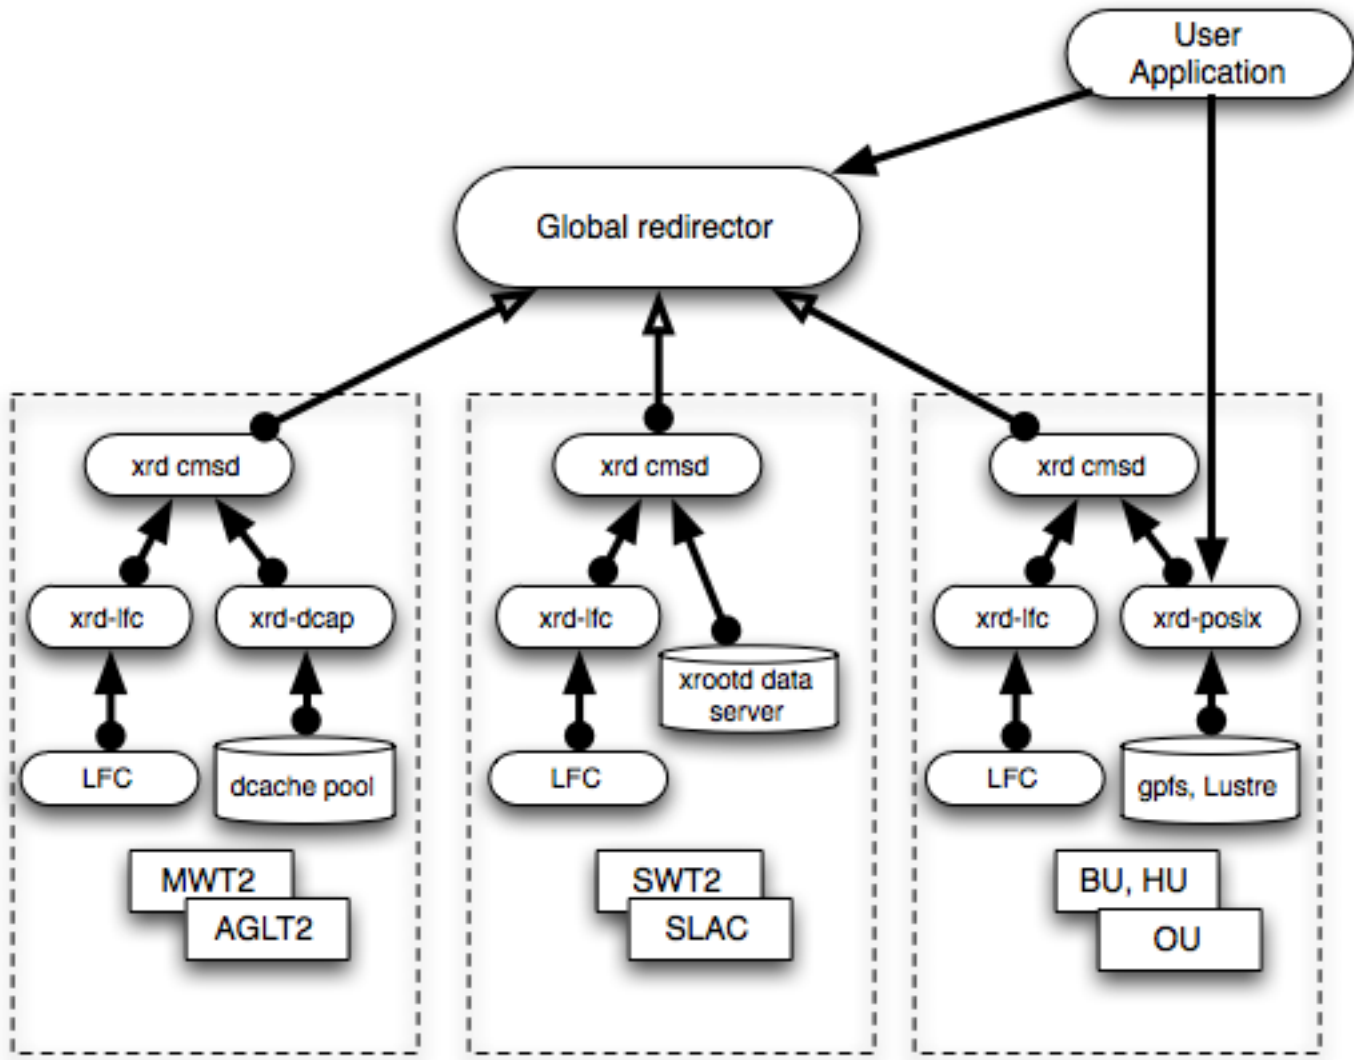 User
Application
Global redirector
xrd cmsd
xrd cmsd
xrd cmsd
xrd-lfc
xrd-dcap
xrd-lfc
xrootd data
server
xrd-lfc
xrd-posix
LFC
dcache pool
LFC
LFC
gpfs, Lustre
MWT2
AGLT2
SWT2
SLAC
BU, HU
OU